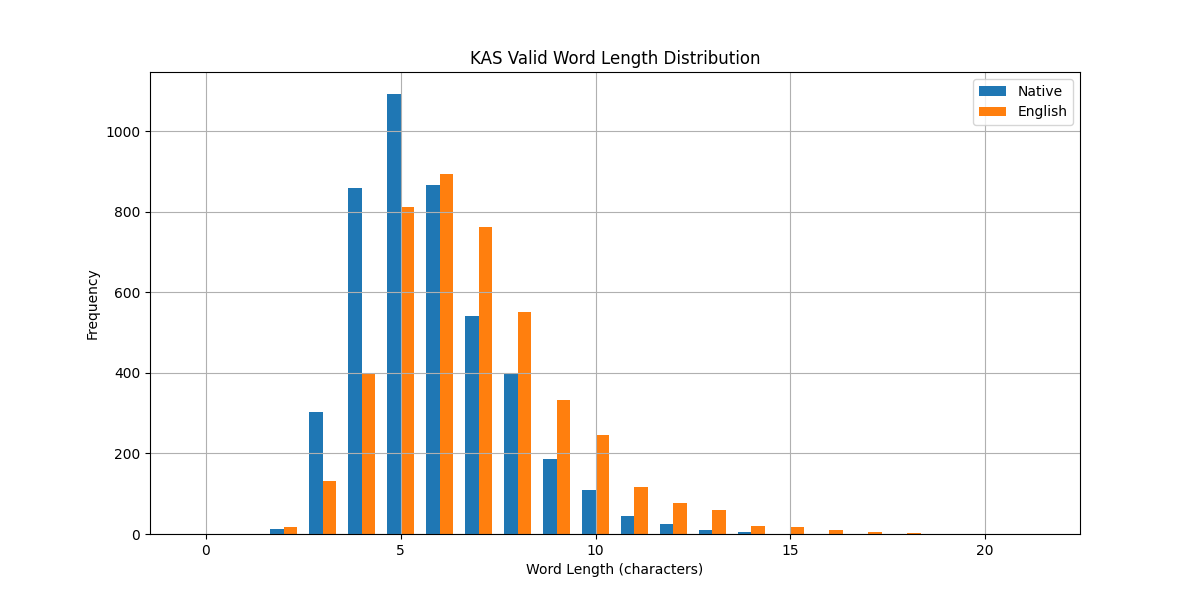 KAS Valid Word Length Distribution
Native
English
1000
800
600
400
200
0
Frequency
0 5 10 15 20
Word Length (characters)